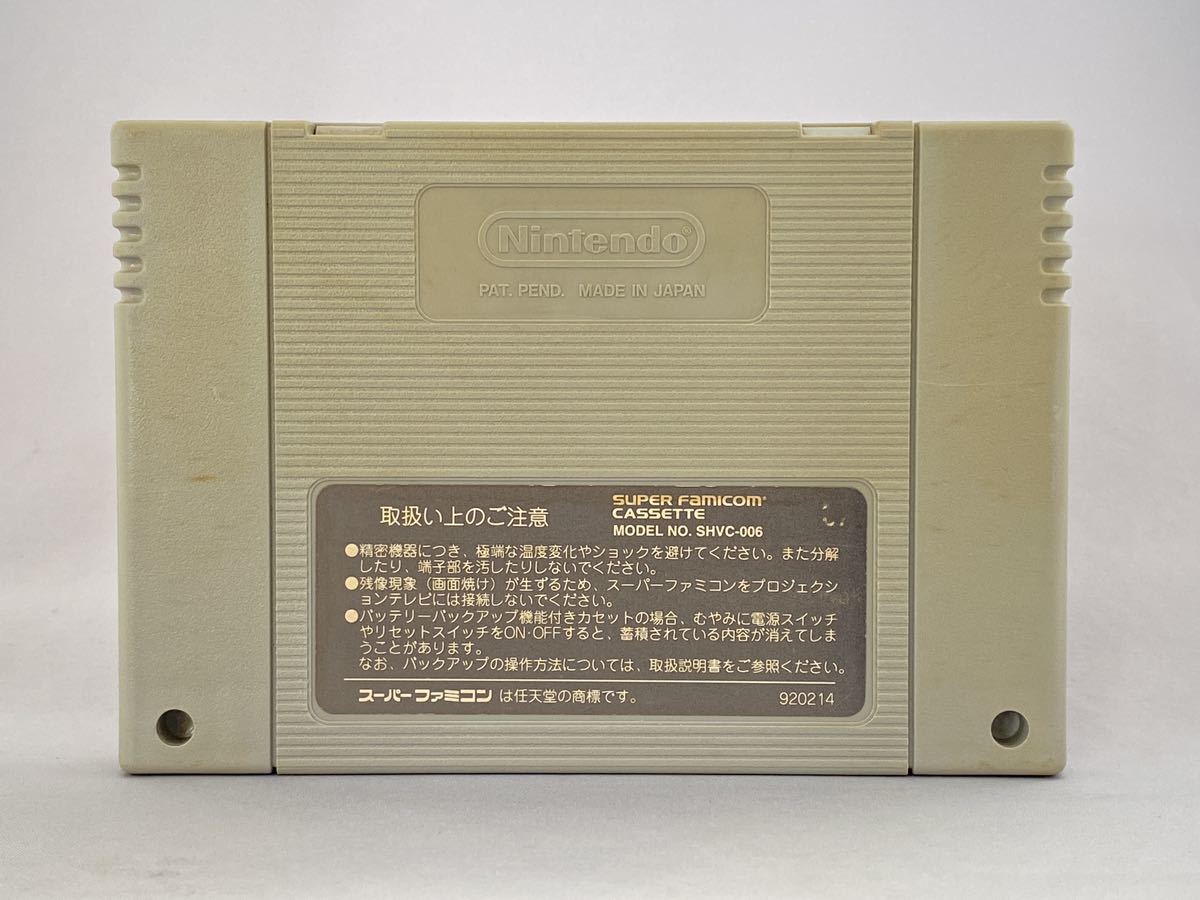 Nintendo®
PAT. PEND. MADE IN JAPAN
取扱い上のご注意
SUPER FAMICOM®
CASSETTE
MODEL NO. SHVC-006
●精密機器につき、極端な温度変化やショックを避けてください。また分解
したり、端子部を汚したりしないでください。
●残像現象(画面焼け)が生ずるため、スーパーファミコンをプロジェクシ
ョンテレビには接続しないでください。
●バッテリーバックアップ機能付きカセットの場合、むやみに電源スイッチ
やリセットスイッチをON・OFFすると、蓄積されている内容が消えてしま
うことがあります。
なお、バックアップの操作方法については、取扱説明書をご参照ください。
スーパーファミコン は任天堂の商標です。
920214